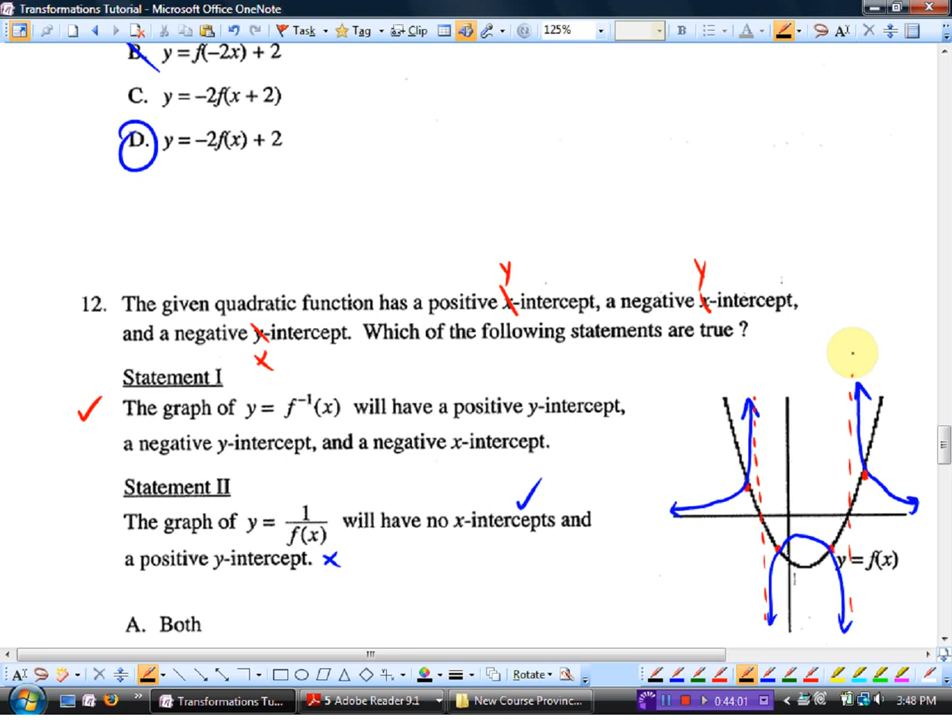 Transformations Tutorial - Microsoft Office OneNote
Task Tag Clip 125% B A
B. y = f(−2x) + 2
C. y = −2f(x + 2)
D. y = −2f(x) + 2
y y
12. The given quadratic function has a positive x-intercept, a negative x-intercept,
and a negative y-intercept. Which of the following statements are true ?
x
Statement I
The graph of y = f⁻¹(x) will have a positive y-intercept,
a negative y-intercept, and a negative x-intercept.
Statement II
The graph of y = 1/f(x) will have no x-intercepts and
a positive y-intercept. x
y = f(x)
A. Both
Rotate
Transformations Tu... 5 Adobe Reader 9.1 New Course Provinc... 0:44:01 3:48 PM